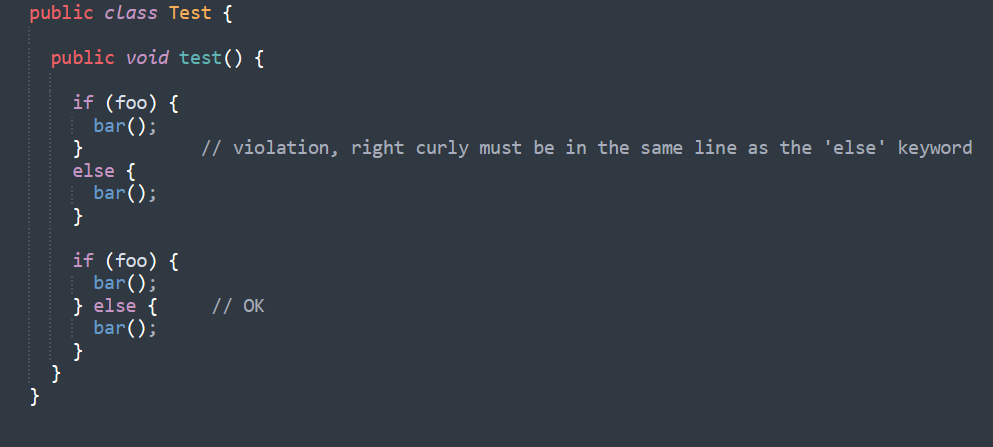 public class Test {
public void test() {
if (foo) {
bar();
} // violation, right curly must be in the same line as the 'else' keyword
else {
bar();
}
if (foo) {
bar();
} else { // OK
bar();
}
}
}